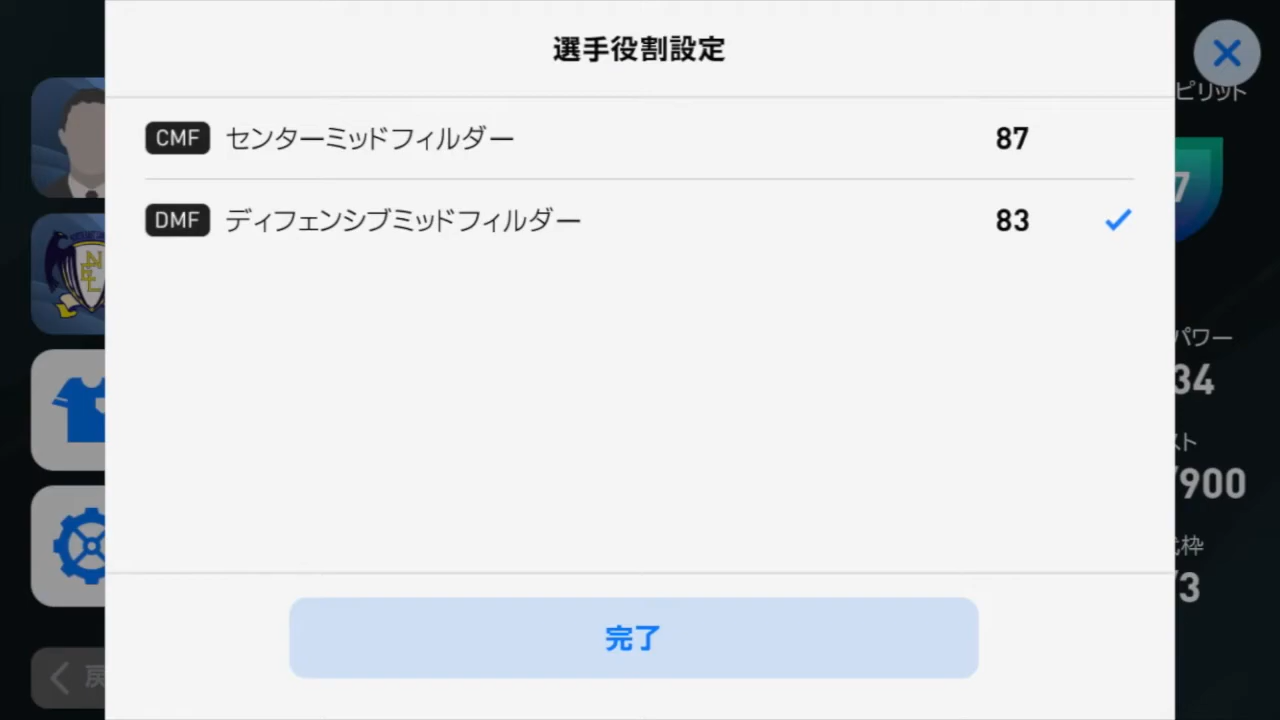 選手役割設定
ピリット
CMF センターミッドフィルダー 87
7
DMF ディフェンシブミッドフィルダー 83
パワー
34
スト
/900
枠
/3
完了
戻